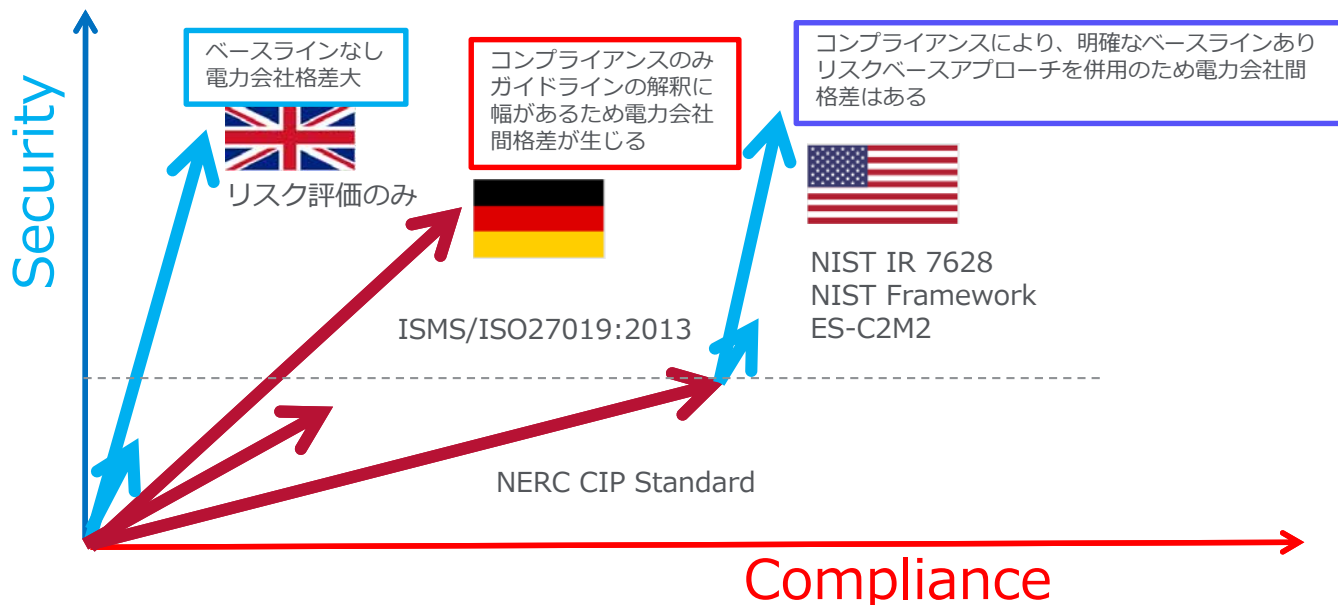 Security
ベースラインなし
電力会社格差大
リスク評価のみ
コンプライアンスのみ
ガイドラインの解釈に
幅があるため電力会社
間格差が生じる
コンプライアンスにより、明確なベースラインあり
リスクベースアプローチを併用のため電力会社間
格差はある
NIST IR 7628
NIST Framework
ES-C2M2
ISMS/ISO27019:2013
NERC CIP Standard
Compliance